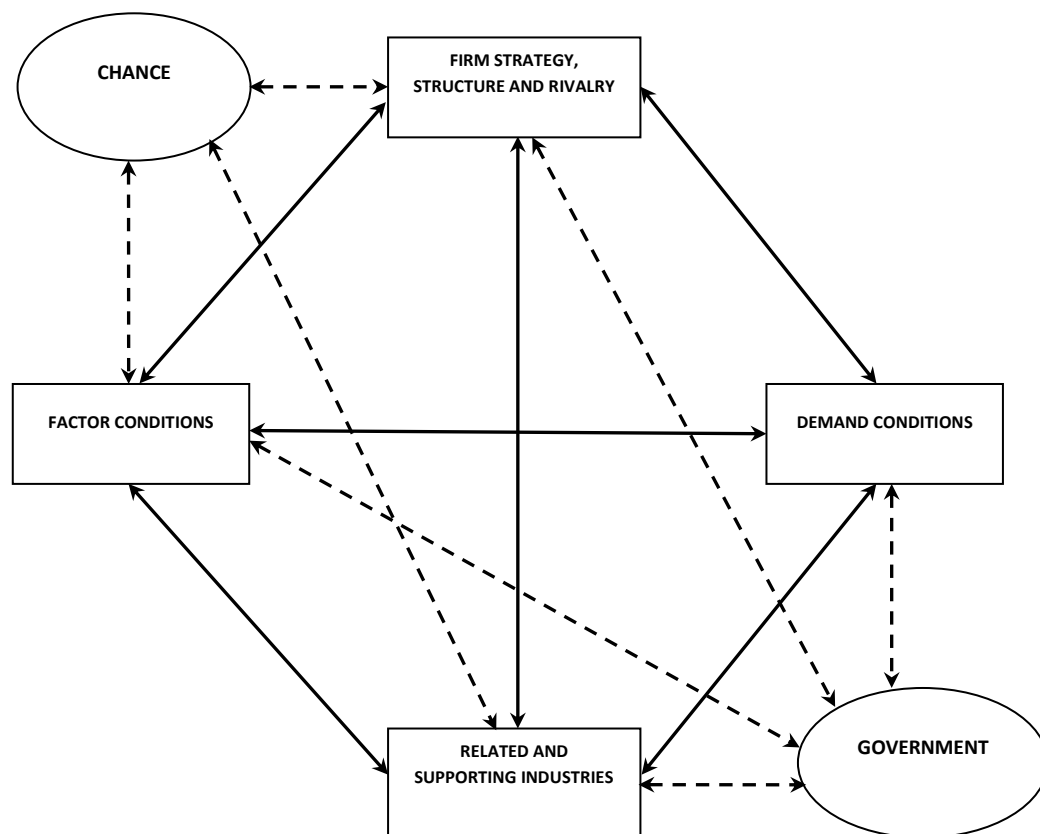 CHANCE
FIRM STRATEGY,
STRUCTURE AND RIVALRY
FACTOR CONDITIONS
DEMAND CONDITIONS
RELATED AND
SUPPORTING INDUSTRIES
GOVERNMENT